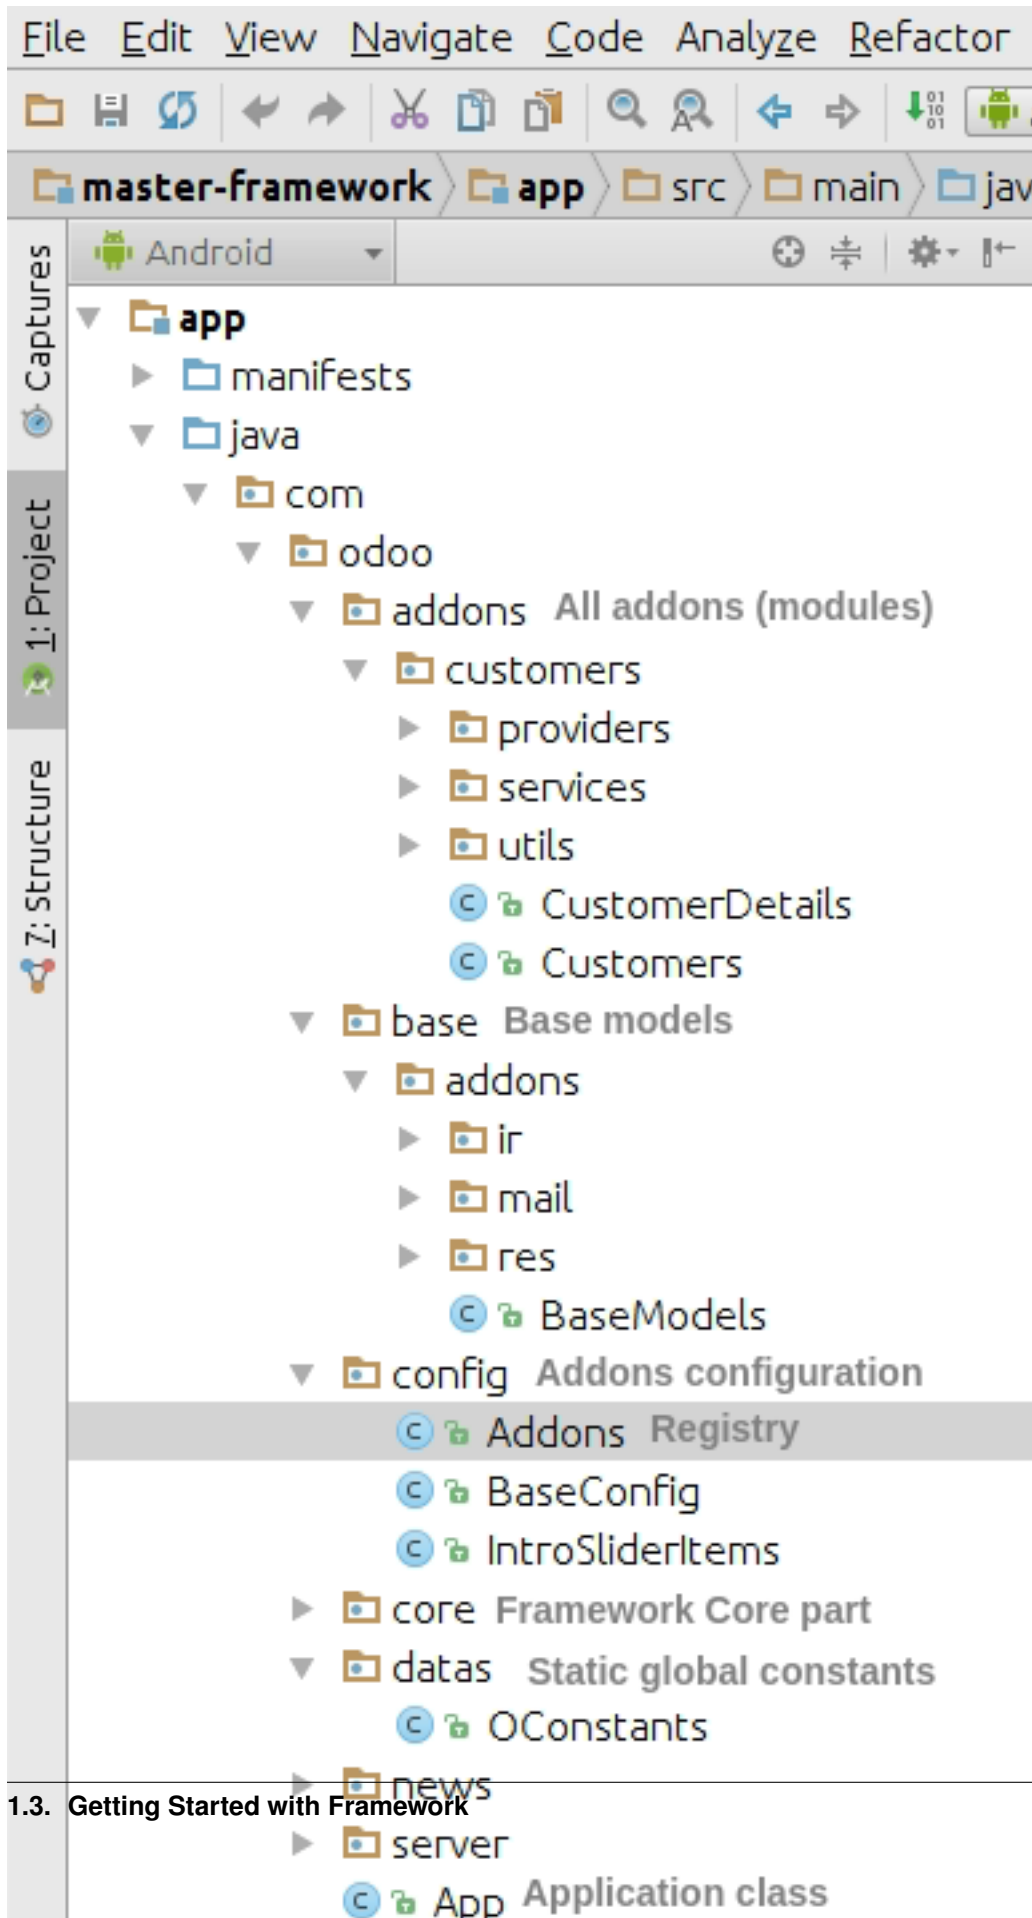 File Edit View Navigate Code Analyze Refactor
master-framework app src main jav
Android
Captures
1: Project
7: Structure
app
manifests
java
com
odoo
addons All addons (modules)
customers
providers
services
utils
CustomerDetails
Customers
base Base models
addons
ir
mail
res
BaseModels
config Addons configuration
Addons Registry
BaseConfig
IntroSliderItems
core Framework Core part
datas Static global constants
OConstants
news
1.3. Getting Started with Framework
server
App Application class